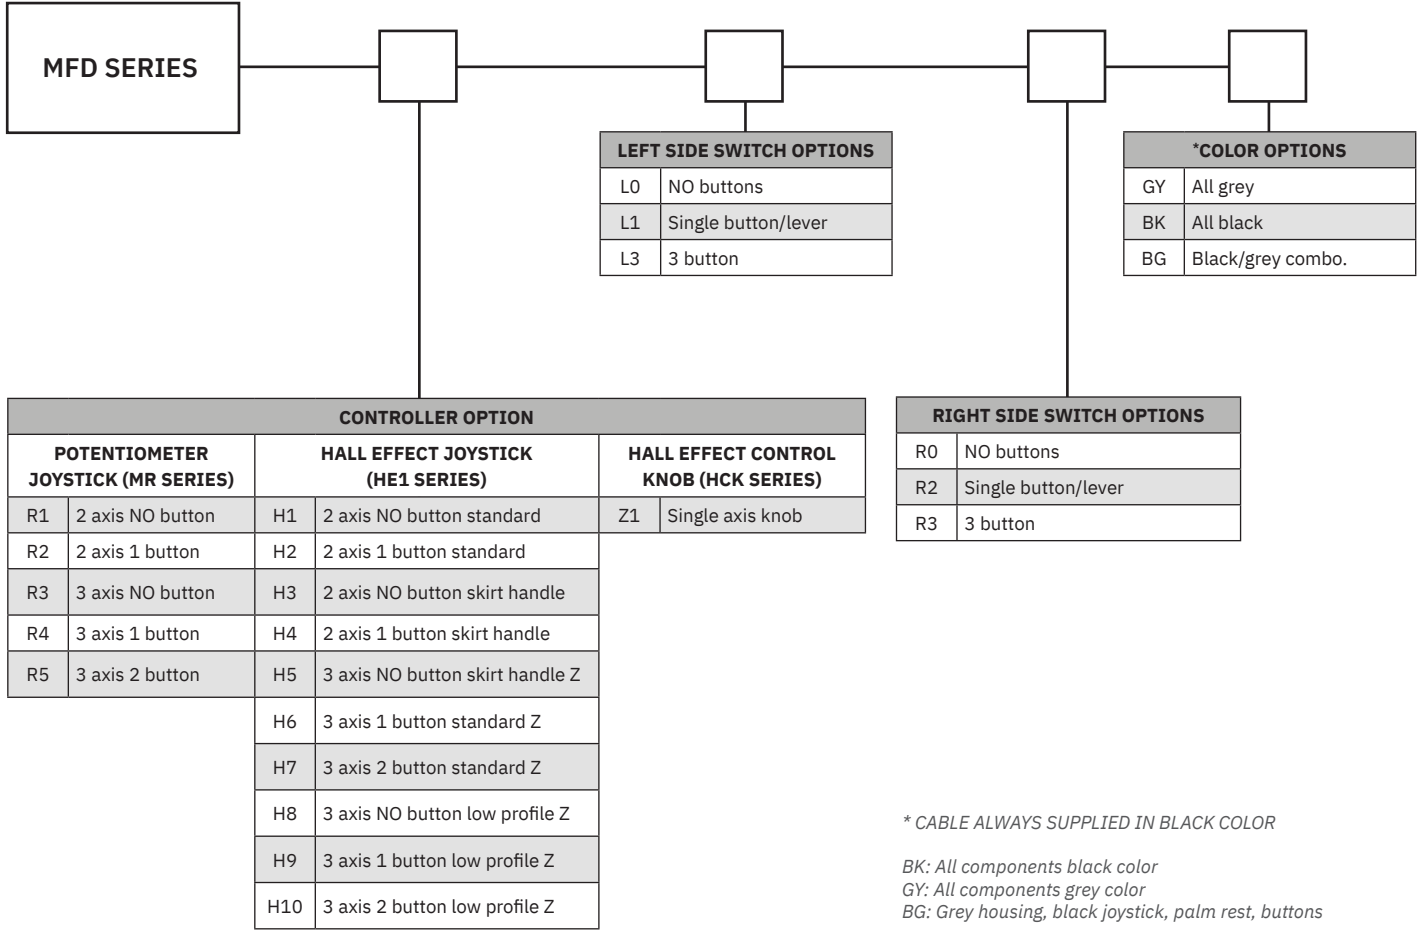 MFD SERIES
LEFT SIDE SWITCH OPTIONS
L0 NO buttons
L1 Single button/lever
L3 3 button
*COLOR OPTIONS
GY All grey
BK All black
BG Black/grey combo.
CONTROLLER OPTION
POTENTIOMETER
JOYSTICK (MR SERIES)
HALL EFFECT JOYSTICK
(HE1 SERIES)
HALL EFFECT CONTROL
KNOB (HCK SERIES)
R1 2 axis NO button H1 2 axis NO button standard Z1 Single axis knob
R2 2 axis 1 button H2 2 axis 1 button standard
R3 3 axis NO button H3 2 axis NO button skirt handle
R4 3 axis 1 button H4 2 axis 1 button skirt handle
R5 3 axis 2 button H5 3 axis NO button skirt handle Z
H6 3 axis 1 button standard Z
H7 3 axis 2 button standard Z
H8 3 axis NO button low profile Z
H9 3 axis 1 button low profile Z
H10 3 axis 2 button low profile Z
RIGHT SIDE SWITCH OPTIONS
R0 NO buttons
R2 Single button/lever
R3 3 button
* CABLE ALWAYS SUPPLIED IN BLACK COLOR
BK: All components black color
GY: All components grey color
BG: Grey housing, black joystick, palm rest, buttons